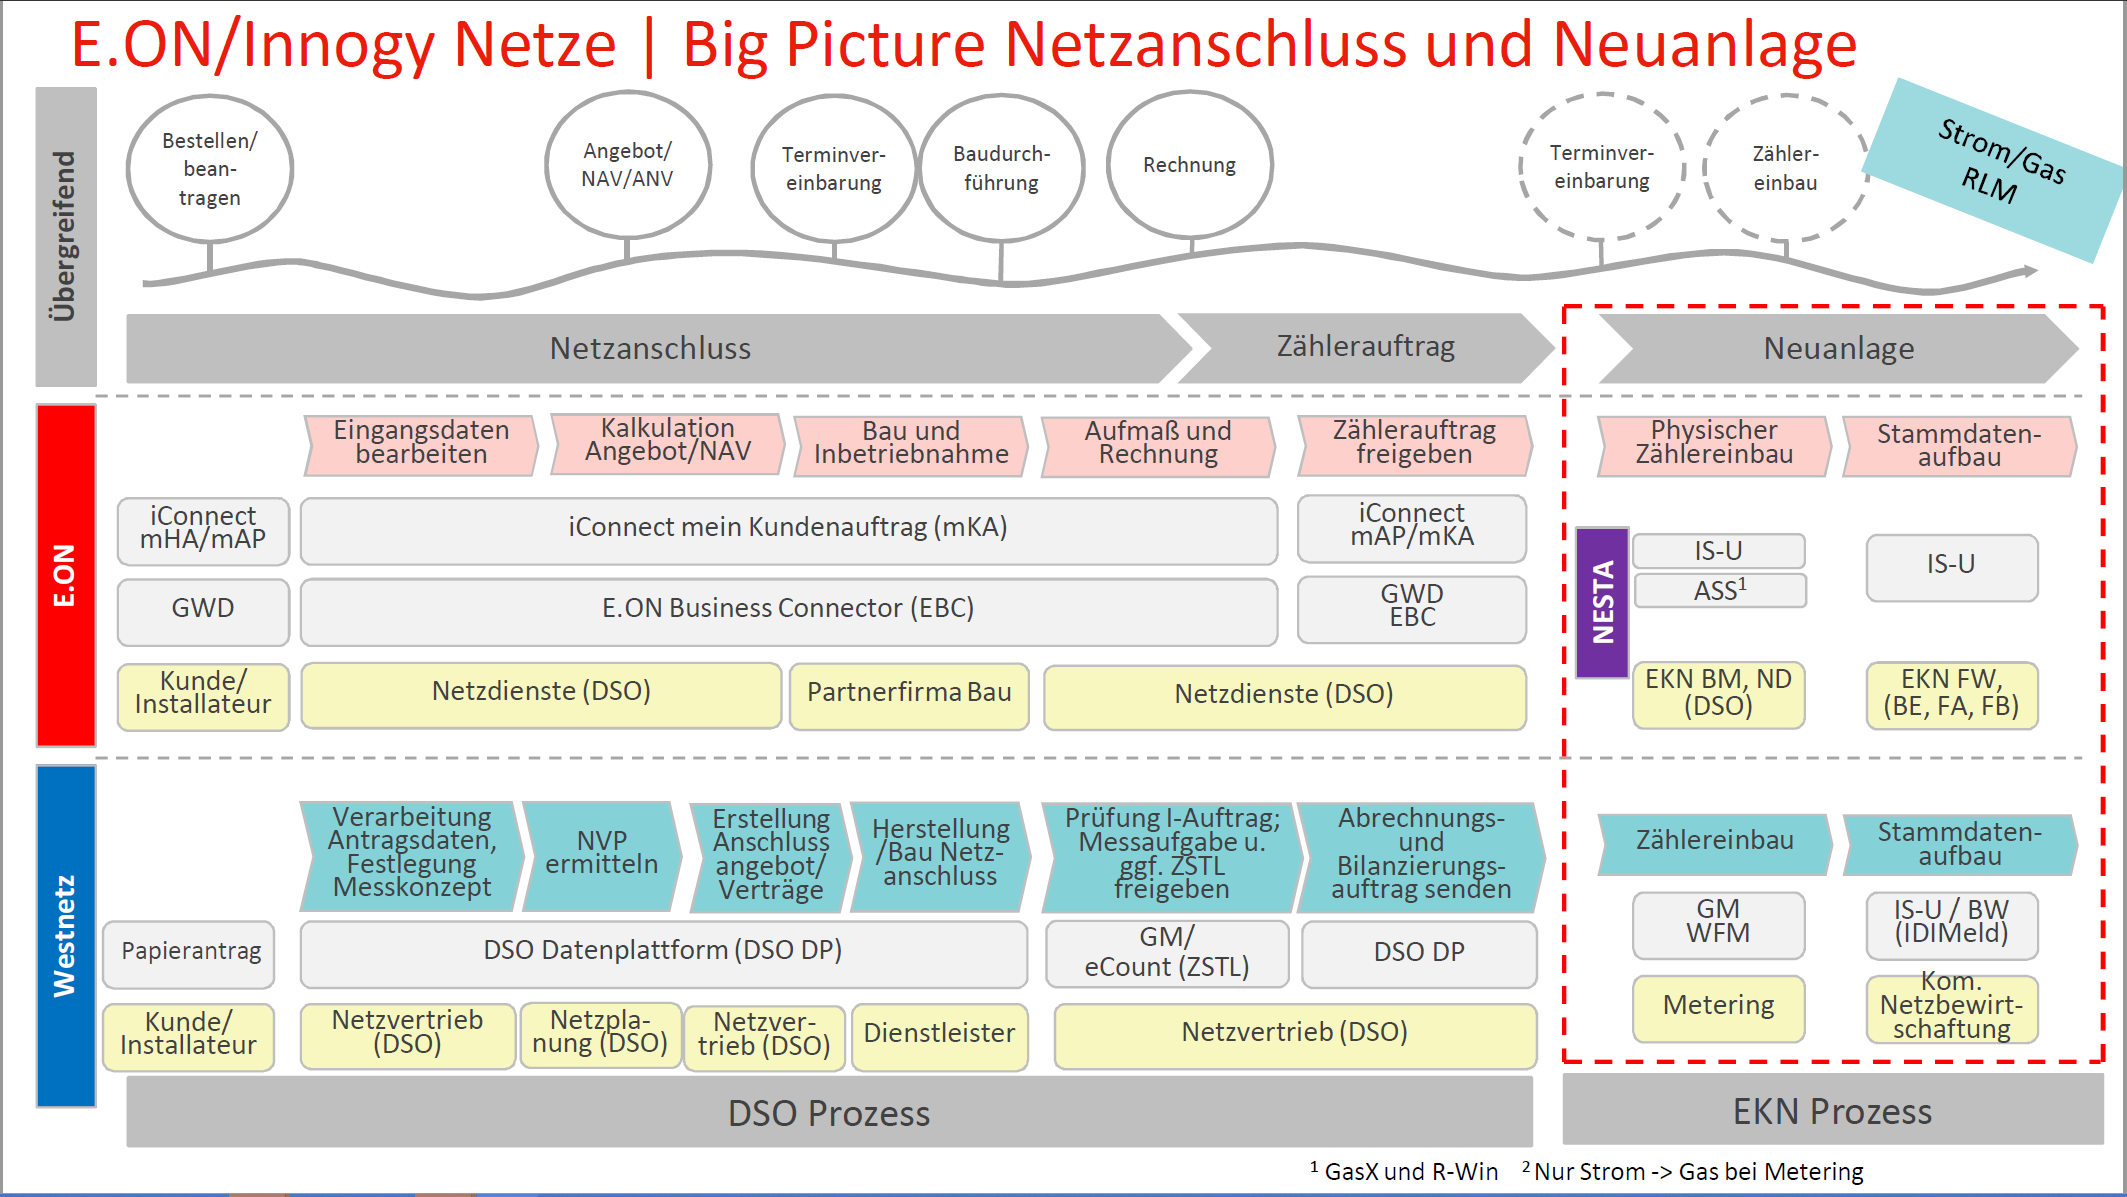 E.ON/Innogy Netze | Big Picture Netzanschluss und Neuanlage
Übergreifend
Bestellen/
bean-
tragen
Angebot/
NAV/ANV
Terminver-
einbarung
Baudurch-
führung
Rechnung
Terminver-
einbarung
Zähler-
einbau
Strom/Gas
RLM
Netzanschluss
Zählerauftrag
Neuanlage
E.ON
Eingangsdaten
bearbeiten
Kalkulation
Angebot/NAV
Bau und
Inbetriebnahme
Aufmaß und
Rechnung
Zählerauftrag
freigeben
Physischer
Zählereinbau
Stammdaten-
aufbau
iConnect
mHA/mAP
iConnect mein Kundenauftrag (mKA)
iConnect
mAP/mKA
NESTA
IS-U
ASS¹
IS-U
GWD
E.ON Business Connector (EBC)
GWD
EBC
Kunde/
Installateur
Netzdienste (DSO)
Partnerfirma Bau
Netzdienste (DSO)
EKN BM, ND
(DSO)
EKN FW,
(BE, FA, FB)
Westnetz
Verarbeitung
Antragsdaten,
Festlegung
Messkonzept
NVP
ermitteln
Erstellung
Anschluss
angebot/
Verträge
Herstellung
/Bau Netz-
anschluss
Prüfung I-Auftrag;
Messaufgabe u.
ggf. ZSTL
freigeben
Abrechnungs-
und
Bilanzierungs-
auftrag senden
Zählereinbau
Stammdaten-
aufbau
Papierantrag
DSO Datenplattform (DSO DP)
GM/
eCount (ZSTL)
DSO DP
GM
WFM
IS-U / BW
(IDIMeld)
Kunde/
Installateur
Netzvertrieb
(DSO)
Netzpla-
nung (DSO)
Netzver-
trieb (DSO)
Dienstleister
Netzvertrieb (DSO)
Metering
Kom.
Netzbewirt-
schaftung
DSO Prozess
EKN Prozess
¹ GasX und R-Win ² Nur Strom -> Gas bei Metering